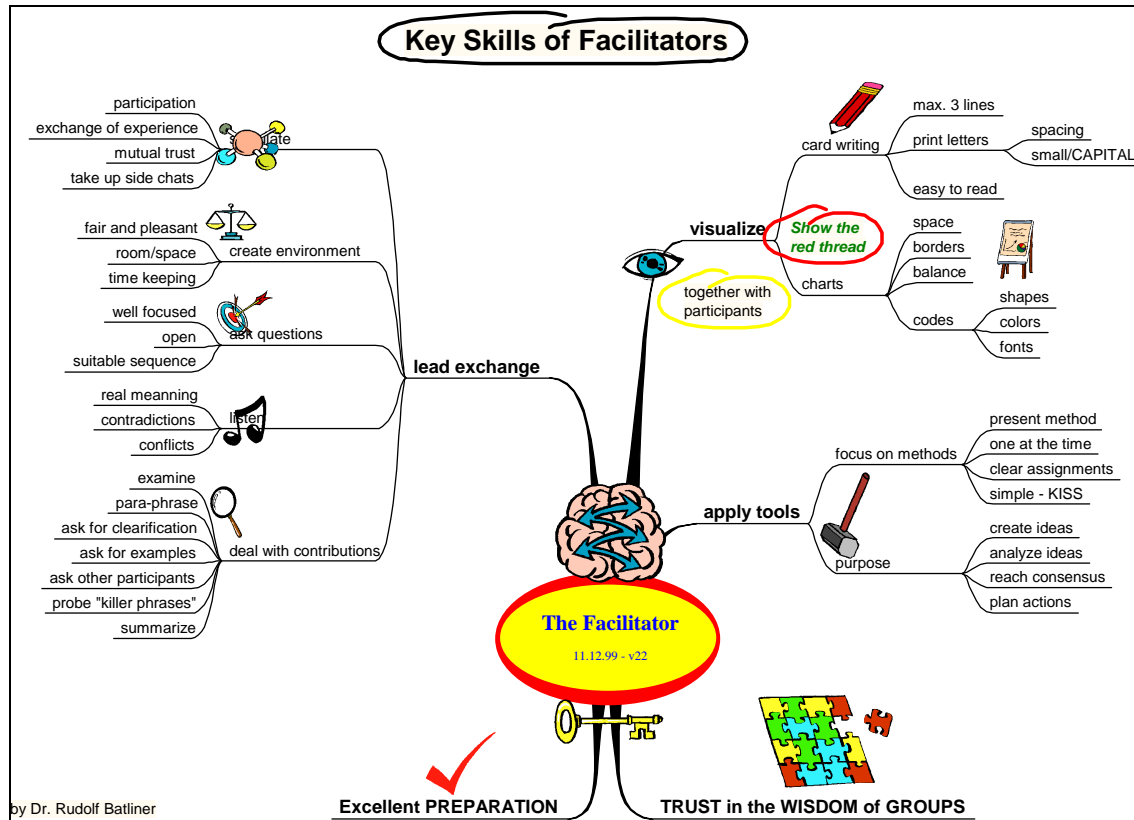 Key Skills of Facilitators
participation
exchange of experience
mutual trust
take up side chats
fair and pleasant
room/space
time keeping
create environment
well focused
open
suitable sequence
ask questions
real meanning
contradictions
conflicts
listen
examine
para-phrase
ask for clearification
ask for examples
ask other participants
probe "killer phrases"
summarize
deal with contributions
lead exchange
visualize
Show the
red thread
together with
participants
card writing
max. 3 lines
print letters
spacing
small/CAPITAL
easy to read
charts
space
borders
balance
codes
shapes
colors
fonts
apply tools
focus on methods
present method
one at the time
clear assignments
simple - KISS
purpose
create ideas
analyze ideas
reach consensus
plan actions
The Facilitator
11.12.99 - v22
Excellent PREPARATION
TRUST in the WISDOM of GROUPS
by Dr. Rudolf Batliner